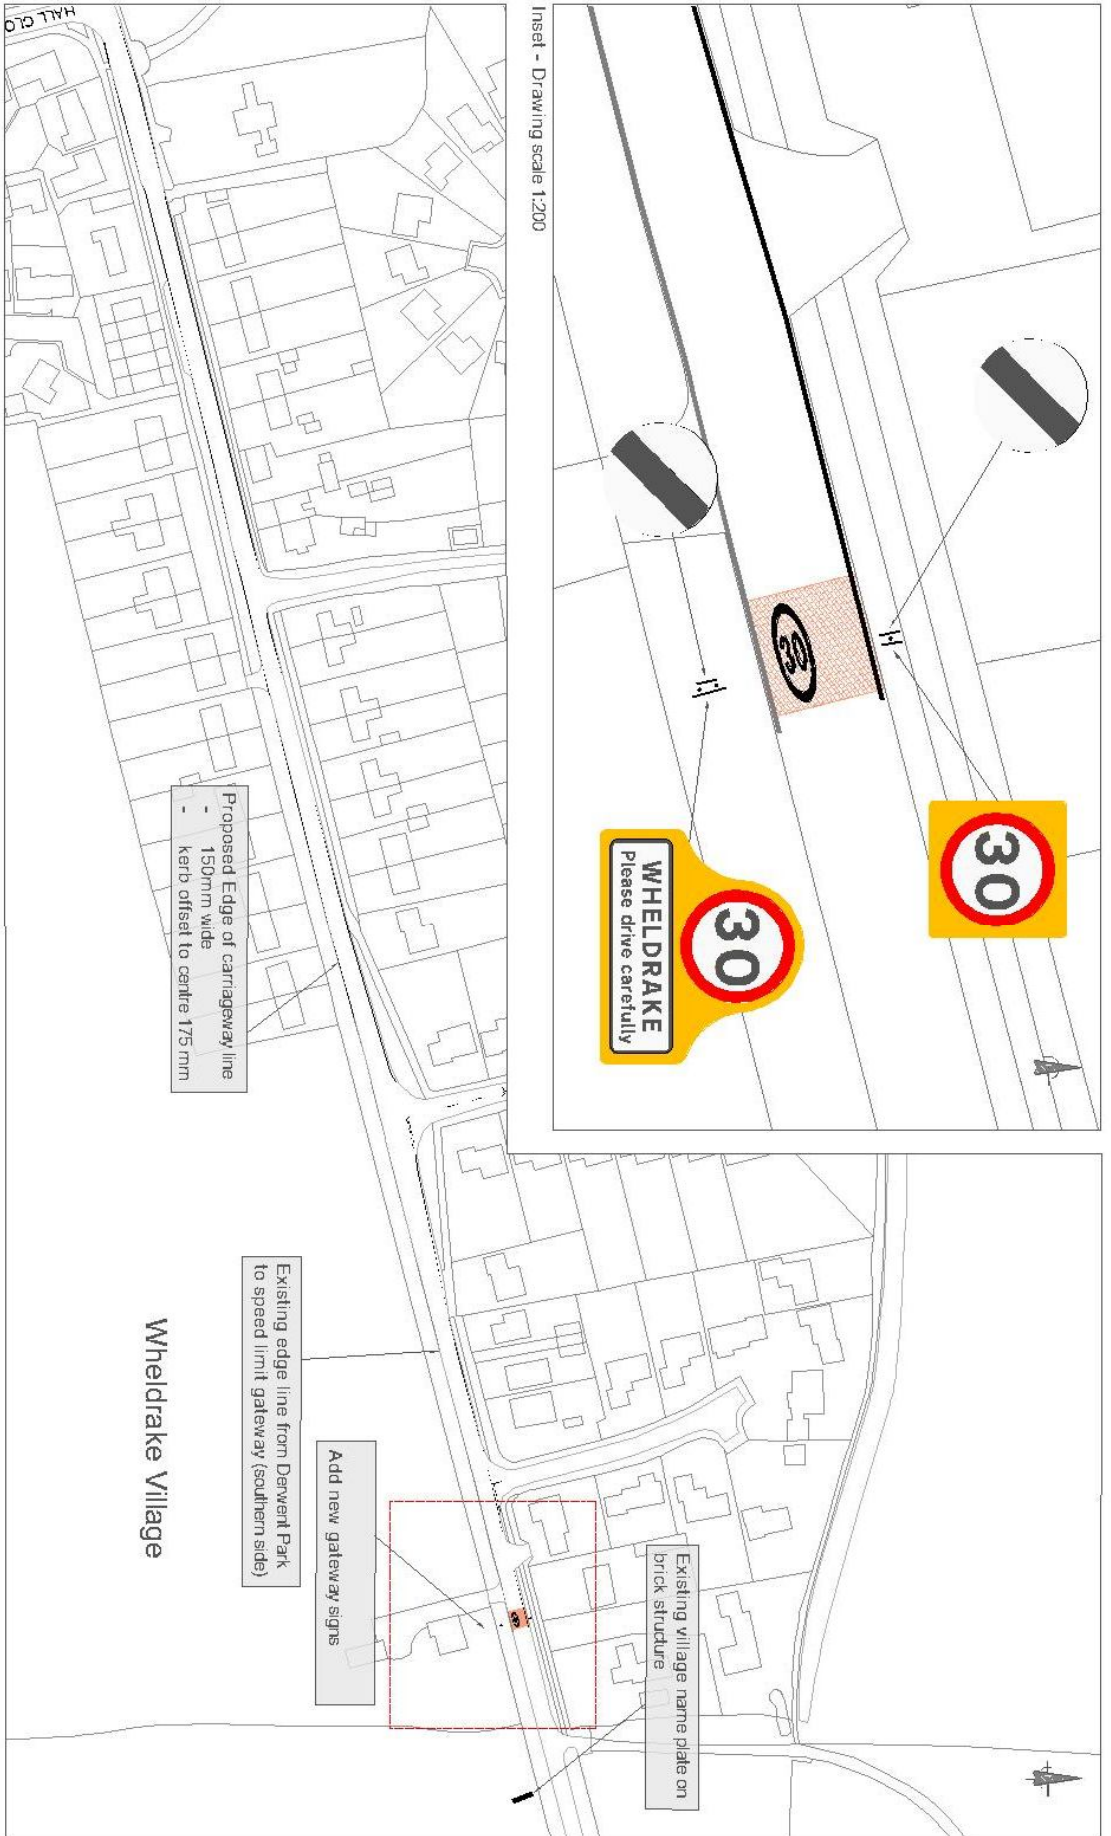 HALL CLO
Inset - Drawing scale 1:200
30
30
WHELDRAKE
Please drive carefully
30
Proposed Edge of carriageway line
- 150mm wide
- kerb offset to centre 175 mm
Existing edge line from Derwent Park
to speed limit gateway (southern side)
Add new gateway signs
Existing village name plate on
brick structure
Wheldrake Village